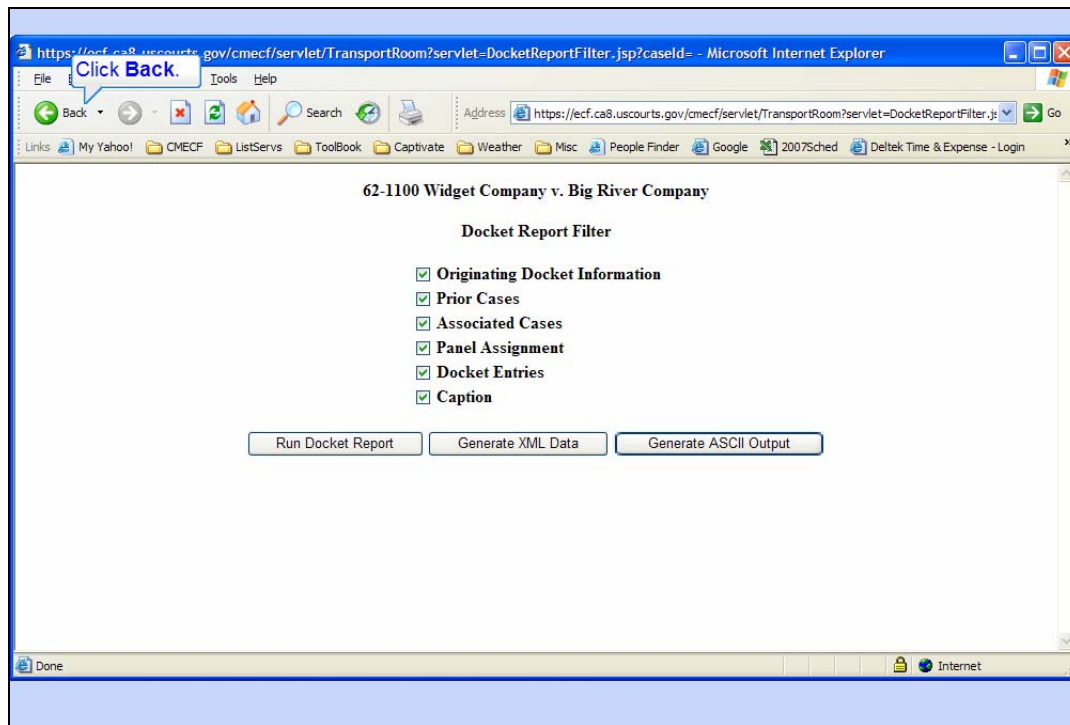 https://ecf.ca8.uscourts.gov/cmecf/servlet/TransportRoom?servlet=DocketReportFilter.jsp?caseId= - Microsoft Internet Explorer
Click Back.
File Tools Help
Back Search Address https://ecf.ca8.uscourts.gov/cmecf/servlet/TransportRoom?servlet=DocketReportFilter.js Go
Links My Yahoo! CMECF ListServs ToolBook Captivate Weather Misc People Finder Google 2007Sched Deltek Time & Expense - Login »
62-1100 Widget Company v. Big River Company
Docket Report Filter
Originating Docket Information
Prior Cases
Associated Cases
Panel Assignment
Docket Entries
Caption
Run Docket Report Generate XML Data Generate ASCII Output
Done Internet